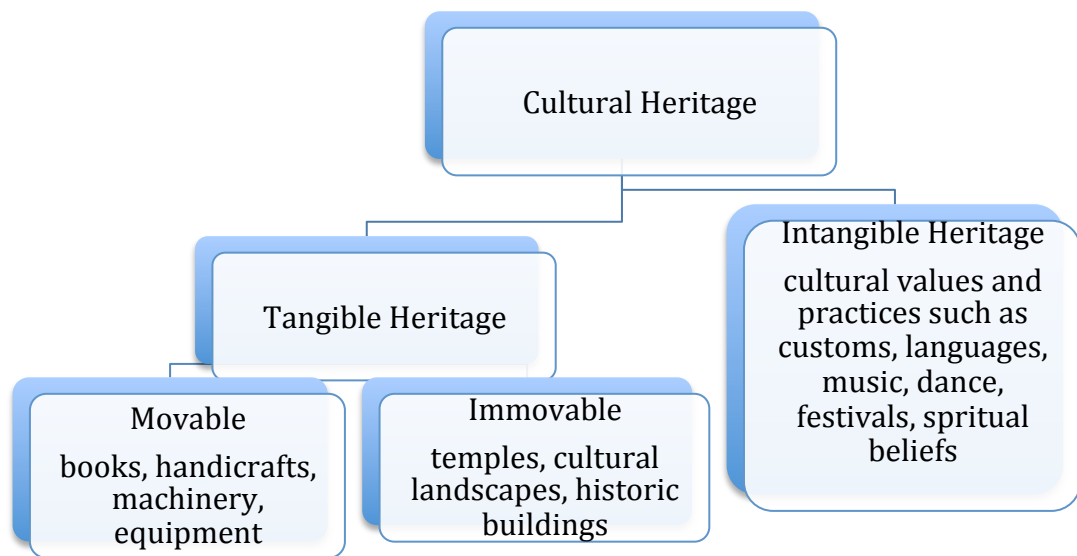 Cultural Heritage
Tangible Heritage
Movable
books, handicrafts,
machinery,
equipment
Immovable
temples, cultural
landscapes, historic
buildings
Intangible Heritage
cultural values and
practices such as
customs, languages,
music, dance,
festivals, spritual
beliefs